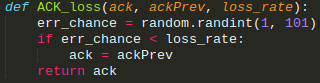 def ACK_loss(ack, ackPrev, loss_rate):
    err_chance = random.randint(1, 101)
    if err_chance < loss_rate:
        ack = ackPrev
    return ack